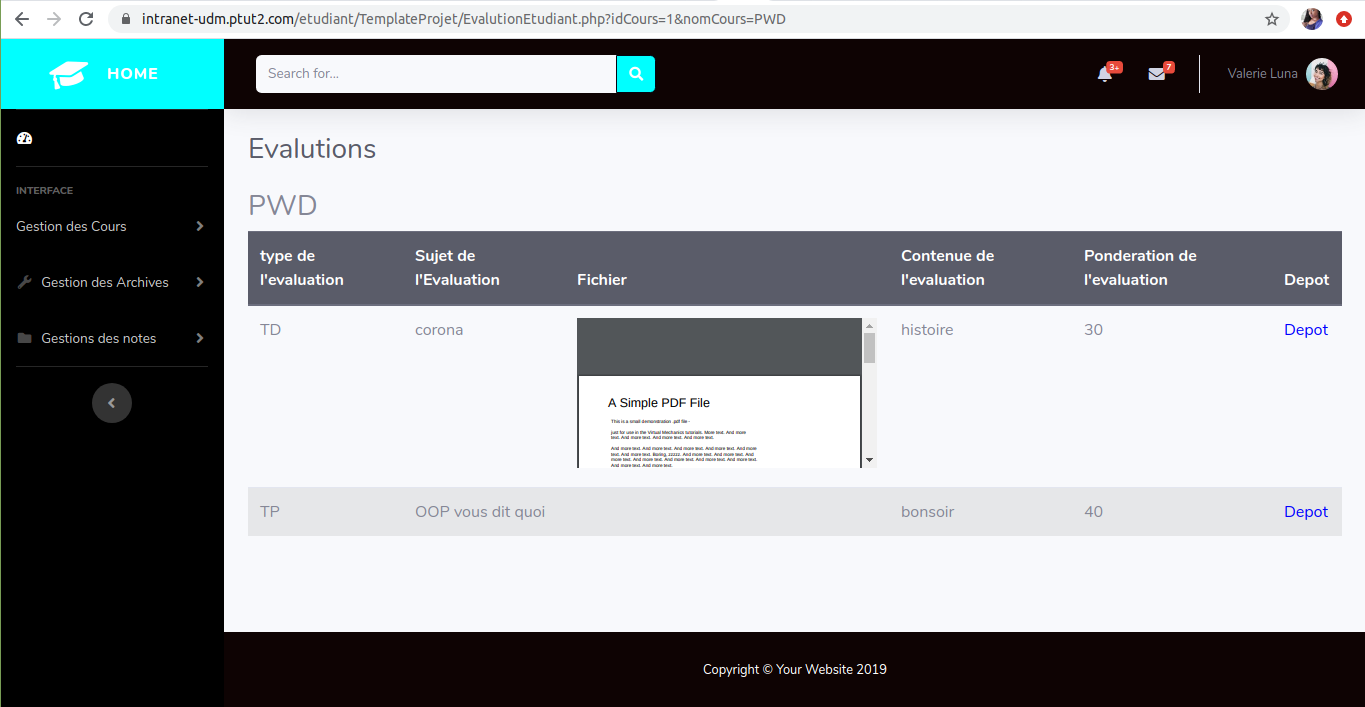 intranet-udm.ptut2.com/etudiant/TemplateProjet/EvalutionEtudiant.php?idCours=1&nomCours=PWD
HOME
Search for...
3+
7
Valerie Luna
INTERFACE
Gestion des Cours
Gestion des Archives
Gestions des notes
Evalutions
PWD
type de l'evaluation Sujet de l'Evaluation Fichier Contenue de l'evaluation Ponderation de l'evaluation Depot
TD corona histoire 30 Depot
A Simple PDF File
This is a small demonstration .pdf file -
just for use in the Virtual Mechanics tutorials. More text. And more
text. And more text. And more text. And more text.
And more text. And more text. And more text. And more text. And more
text. And more text. Boring, zzzzz. And more text. And more text. And
more text. And more text. And more text. And more text. And more text.
And more text. And more text.
TP OOP vous dit quoi bonsoir 40 Depot
Copyright © Your Website 2019